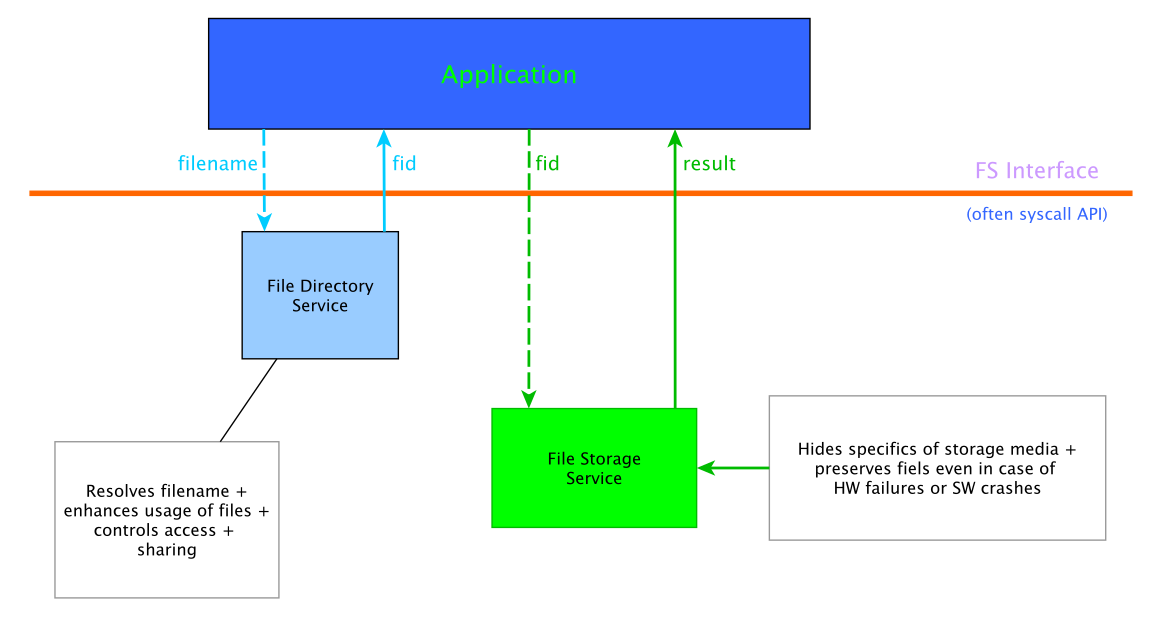 Application
filename
fid
fid
result
FS Interface
(often syscall API)
File Directory
Service
File Storage
Service
Hides specifics of storage media +
preserves fiels even in case of
HW failures or SW crashes
Resolves filename +
enhances usage of files +
controls access +
sharing